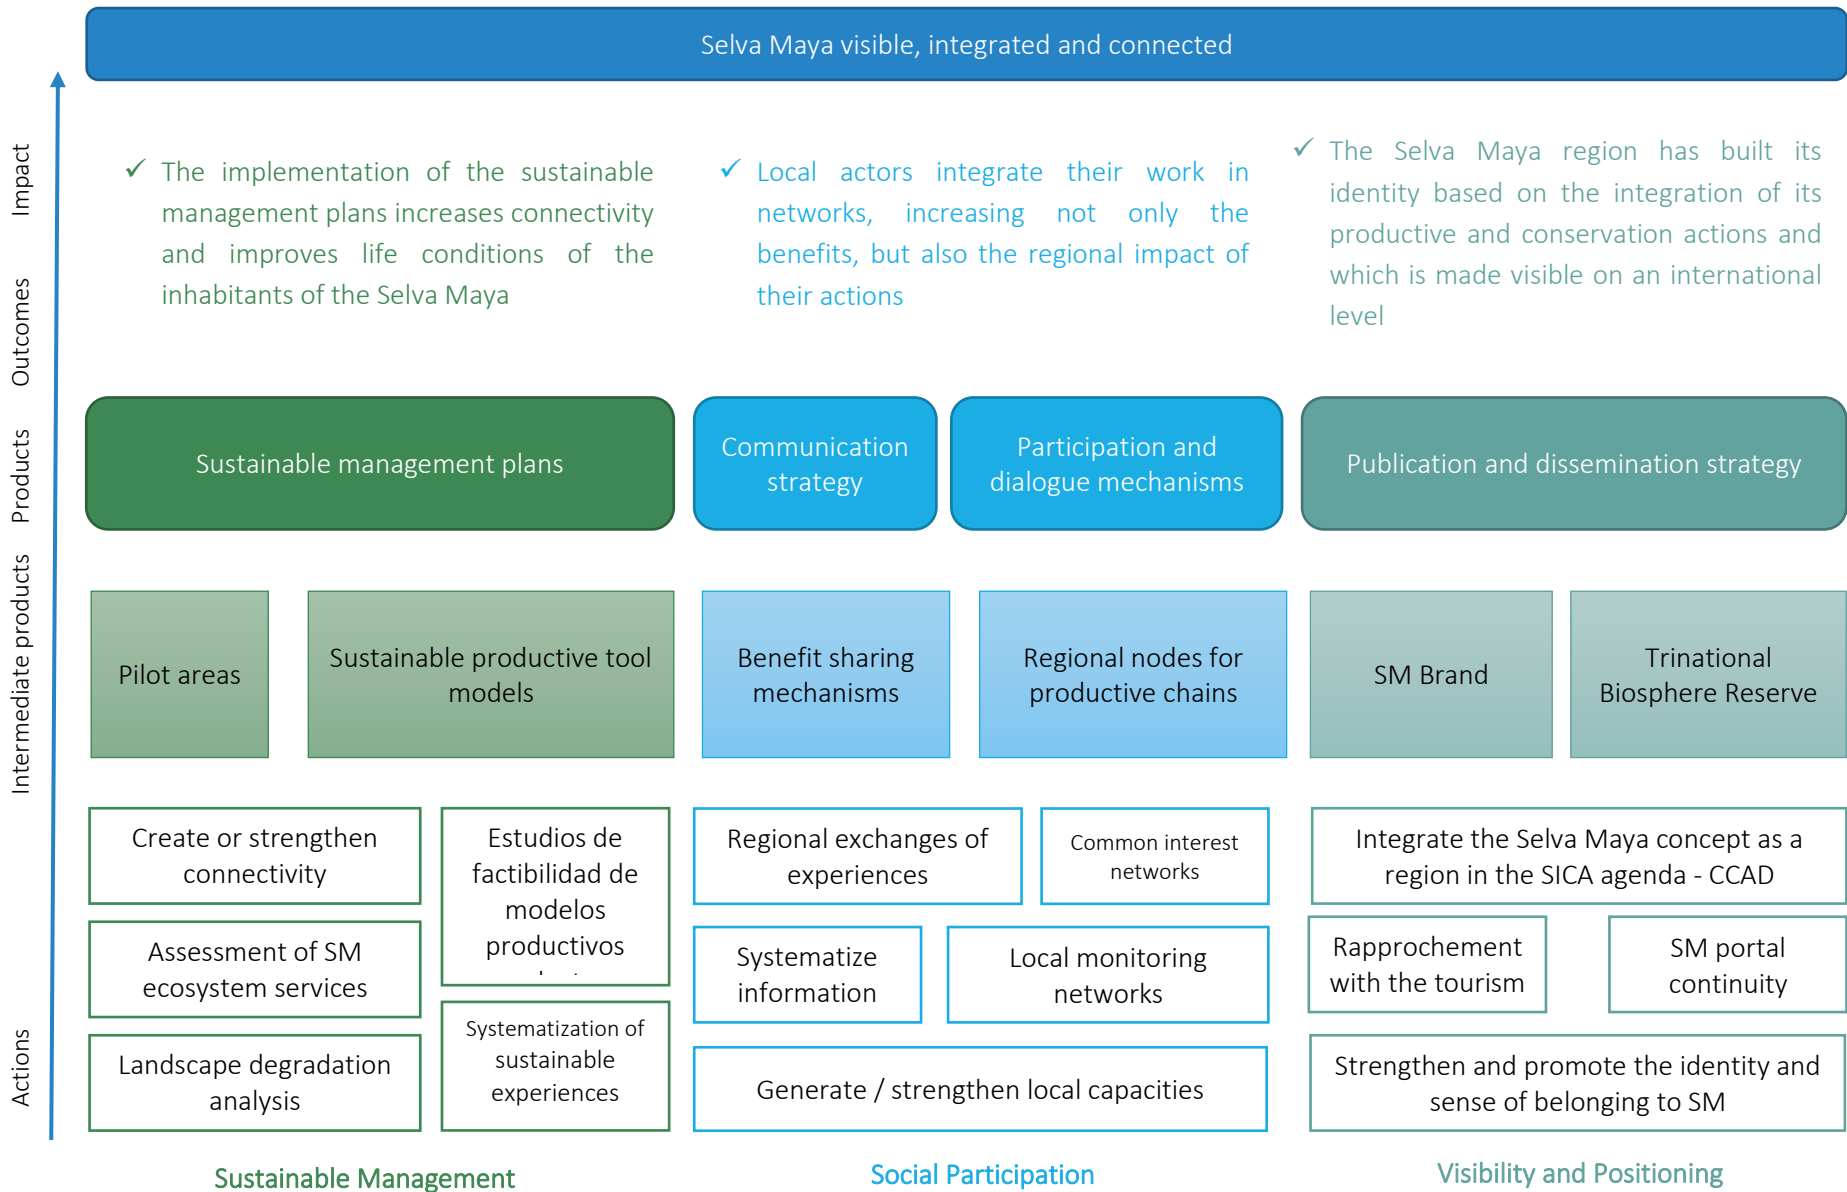 Selva Maya visible, integrated and connected
Impact
✓ The implementation of the sustainable
management plans increases connectivity
and improves life conditions of the
inhabitants of the Selva Maya
✓ Local actors integrate their work in
networks, increasing not only the
benefits, but also the regional impact of
their actions
✓ The Selva Maya region has built its
identity based on the integration of its
productive and conservation actions and
which is made visible on an international
level
Outcomes
Products
Sustainable management plans
Communication
strategy
Participation and
dialogue mechanisms
Publication and dissemination strategy
Intermediate products
Pilot areas
Sustainable productive tool
models
Benefit sharing
mechanisms
Regional nodes for
productive chains
SM Brand
Trinational
Biosphere Reserve
Actions
Create or strengthen
connectivity
Estudios de
factibilidad de
modelos
productivos
Assessment of SM
ecosystem services
Landscape degradation
analysis
Systematization of
sustainable
experiences
Regional exchanges of
experiences
Common interest
networks
Systematize
information
Local monitoring
networks
Generate / strengthen local capacities
Integrate the Selva Maya concept as a
region in the SICA agenda - CCAD
Rapprochement
with the tourism
SM portal
continuity
Strengthen and promote the identity and
sense of belonging to SM
Sustainable Management
Social Participation
Visibility and Positioning